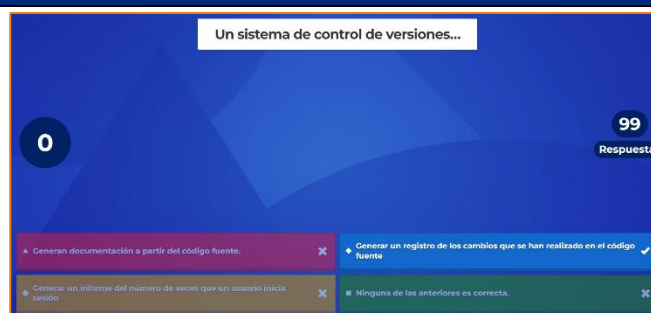 Un sistema de control de versiones...
0
99
Respuesta
Generan documentación a partir del código fuente.
Generar un registro de los cambios que se han realizado en el código
fuente
Generar un informe del número de veces que un usuario inicia
sesión
Ninguna de las anteriores es correcta.